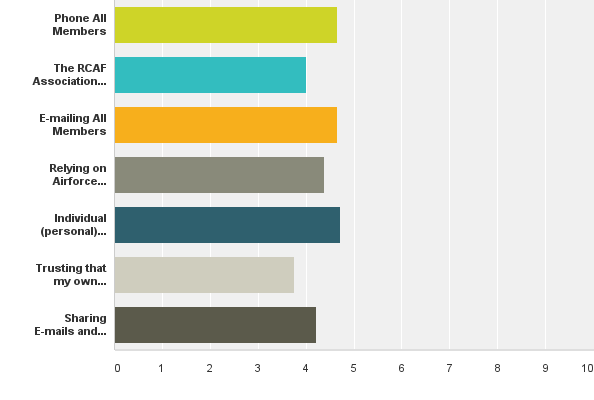 Phone All
Members
The RCAF
Association...
E-mailing All
Members
Relying on
Airforce...
Individual
(personal)...
Trusting that
my own...
Sharing
E-mails and...
0 1 2 3 4 5 6 7 8 9 10